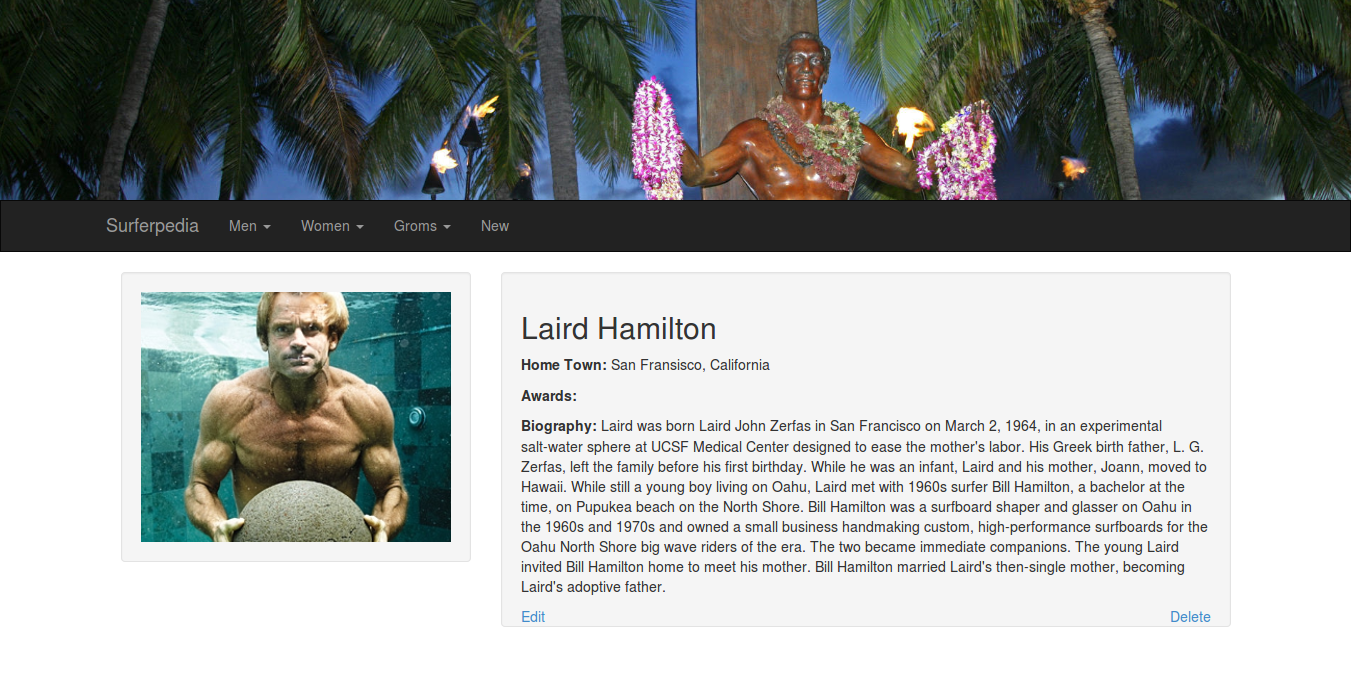 Surferpedia Men Women Groms New
Laird Hamilton
Home Town: San Fransisco, California
Awards:
Biography: Laird was born Laird John Zerfas in San Francisco on March 2, 1964, in an experimental
salt-water sphere at UCSF Medical Center designed to ease the mother's labor. His Greek birth father, L. G.
Zerfas, left the family before his first birthday. While he was an infant, Laird and his mother, Joann, moved to
Hawaii. While still a young boy living on Oahu, Laird met with 1960s surfer Bill Hamilton, a bachelor at the
time, on Pupukea beach on the North Shore. Bill Hamilton was a surfboard shaper and glasser on Oahu in
the 1960s and 1970s and owned a small business handmaking custom, high-performance surfboards for the
Oahu North Shore big wave riders of the era. The two became immediate companions. The young Laird
invited Bill Hamilton home to meet his mother. Bill Hamilton married Laird's then-single mother, becoming
Laird's adoptive father.
Edit Delete